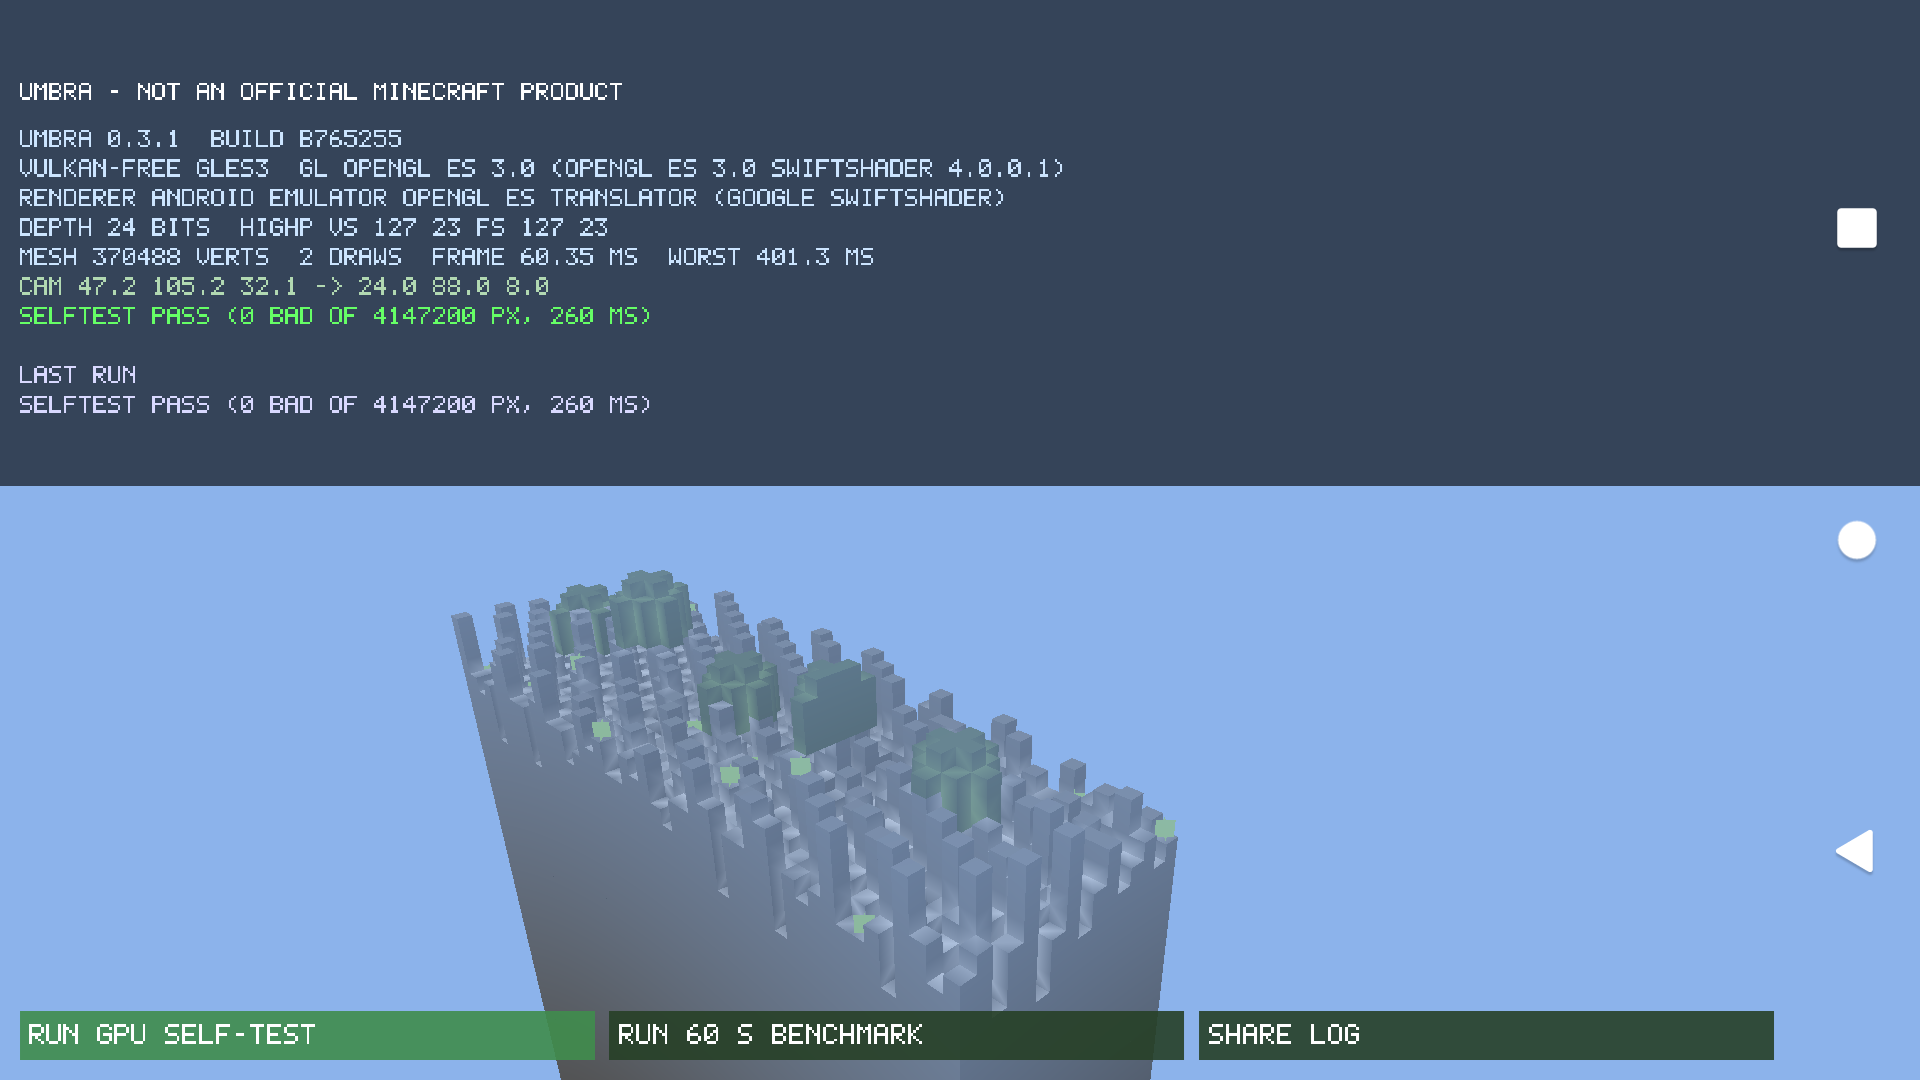 UMBRA - NOT AN OFFICIAL MINECRAFT PRODUCT
UMBRA 0.3.1  BUILD B765255
VULKAN-FREE GLES3  GL OPENGL ES 3.0 (OPENGL ES 3.0 SWIFTSHADER 4.0.0.1)
RENDERER ANDROID EMULATOR OPENGL ES TRANSLATOR (GOOGLE SWIFTSHADER)
DEPTH 24 BITS  HIGHP VS 127 23 FS 127 23
MESH 370488 VERTS  2 DRAWS  FRAME 60.35 MS  WORST 401.3 MS
CAM 47.2 105.2 32.1 -> 24.0 88.0 8.0
SELFTEST PASS (0 BAD OF 4147200 PX, 260 MS)
LAST RUN
SELFTEST PASS (0 BAD OF 4147200 PX, 260 MS)
RUN GPU SELF-TEST
RUN 60 S BENCHMARK
SHARE LOG